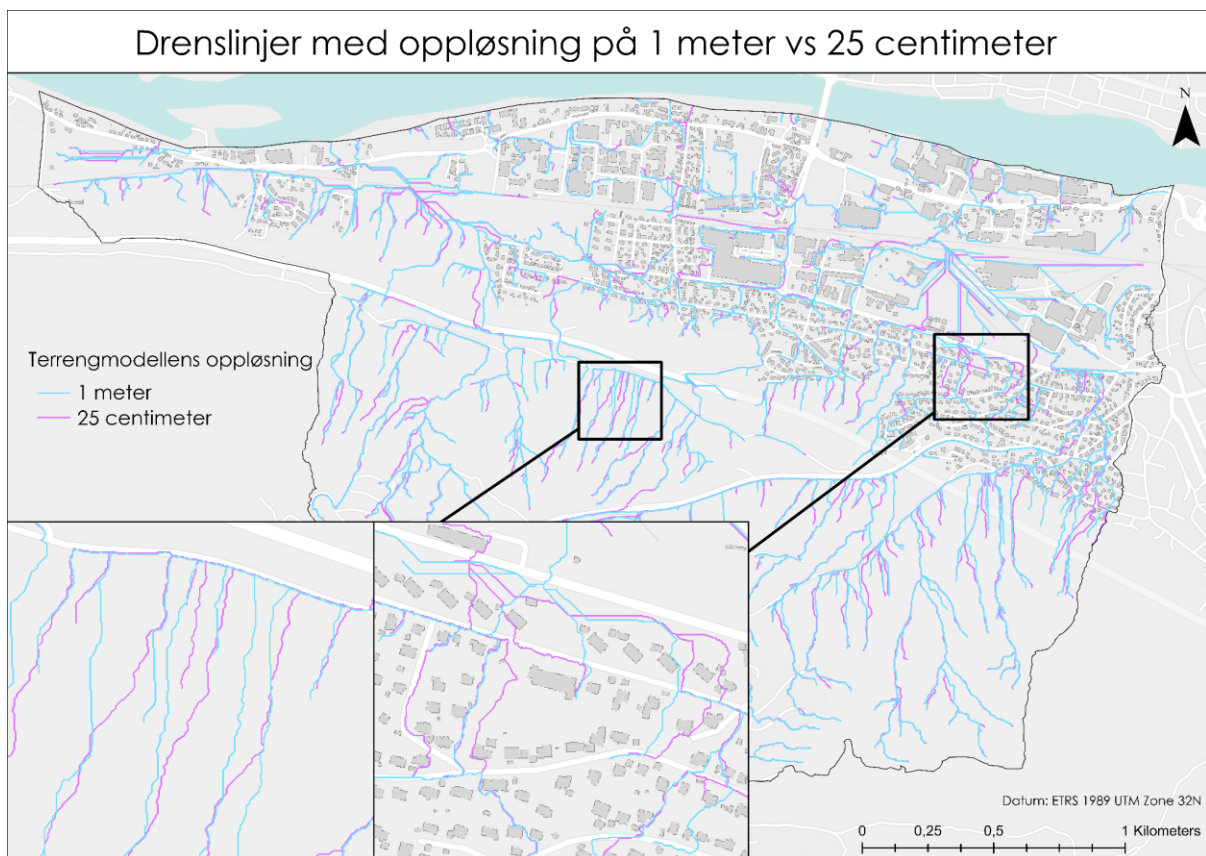 Drenslinjer med oppløsning på 1 meter vs 25 centimeter
N
Terrengmodellens oppløsning
1 meter
25 centimeter
Datum: ETRS 1989 UTM Zone 32N
0 0,25 0,5 1 Kilometers